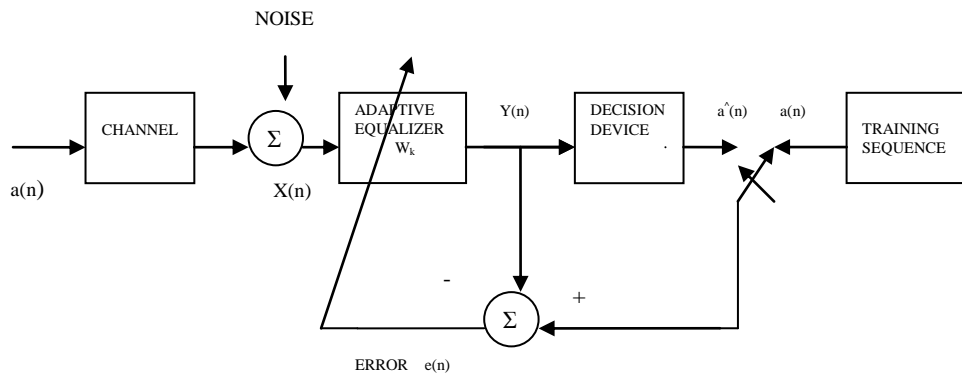 NOISE
CHANNEL
Σ
ADAPTIVE
EQUALIZER
Wk
Y(n)
DECISION
DEVICE
.
a^(n)
a(n)
TRAINING
SEQUENCE
a(n)
X(n)
-
+
Σ
ERROR e(n)